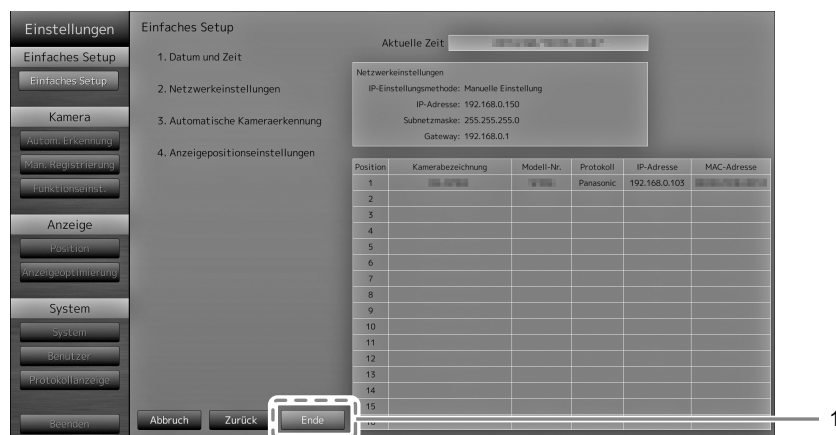 Einstellungen
Einfaches Setup
Einfaches Setup
Kamera
Autom. Erkennung
Man. Registrierung
Funktionseinst.
Anzeige
Position
Anzeigeoptimierung
System
System
Benutzer
Protokollanzeige
Beenden
Einfaches Setup
1. Datum und Zeit
2. Netzwerkeinstellungen
3. Automatische Kameraerkennung
4. Anzeigepositionseinstellungen
Aktuelle Zeit
Netzwerkeinstellungen
IP-Einstellungsmethode: Manuelle Einstellung
IP-Adresse: 192.168.0.150
Subnetzmaske: 255.255.255.0
Gateway: 192.168.0.1
Position Kamerabezeichnung Modell-Nr. Protokoll IP-Adresse MAC-Adresse
1 Panasonic 192.168.0.103
2
3
4
5
6
7
8
9
10
11
12
13
14
15
16
Abbruch Zurück Ende
1